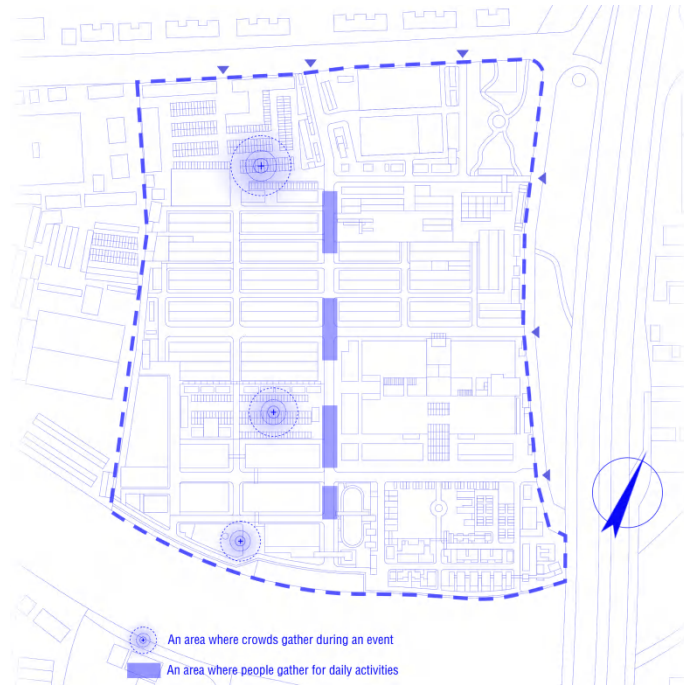 An area where crowds gather during an event
An area where people gather for daily activities